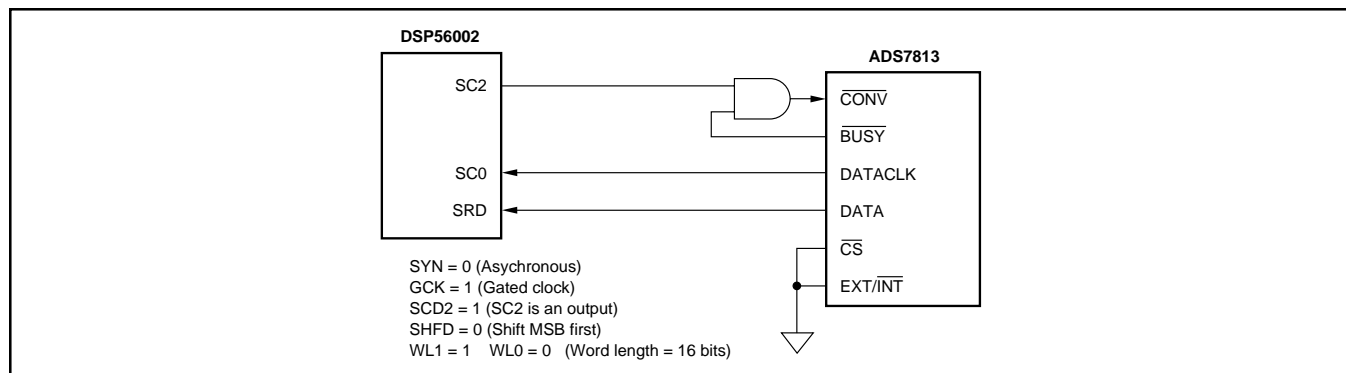 DSP56002
ADS7813
SC2
CONV
BUSY
SC0
DATACLK
SRD
DATA
CS
EXT/INT
SYN = 0 (Asychronous)
GCK = 1 (Gated clock)
SCD2 = 1 (SC2 is an output)
SHFD = 0 (Shift MSB first)
WL1 = 1 WL0 = 0 (Word length = 16 bits)